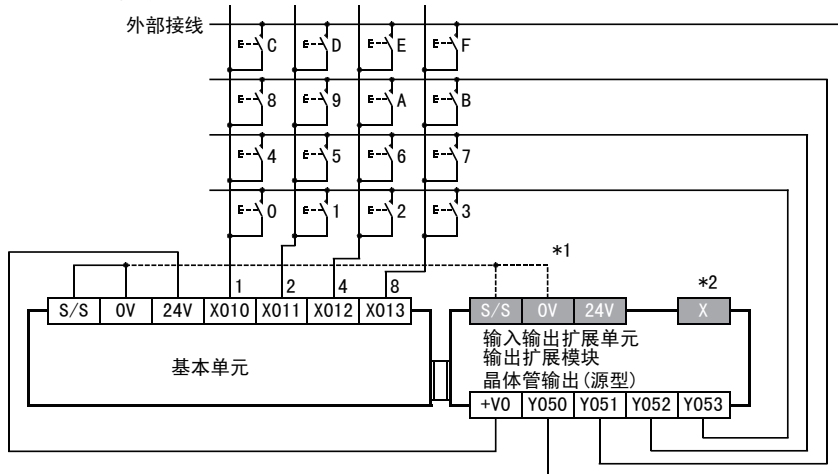 外部接线
C D E F
8 9 A B
4 5 6 7
0 1 2 3
*1
*2
1 2 4 8
S/S 0V 24V X010 X011 X012 X013
S/S 0V 24V X
基本单元
输入输出扩展单元
输出扩展模块
晶体管输出(源型)
+V0 Y050 Y051 Y052 Y053